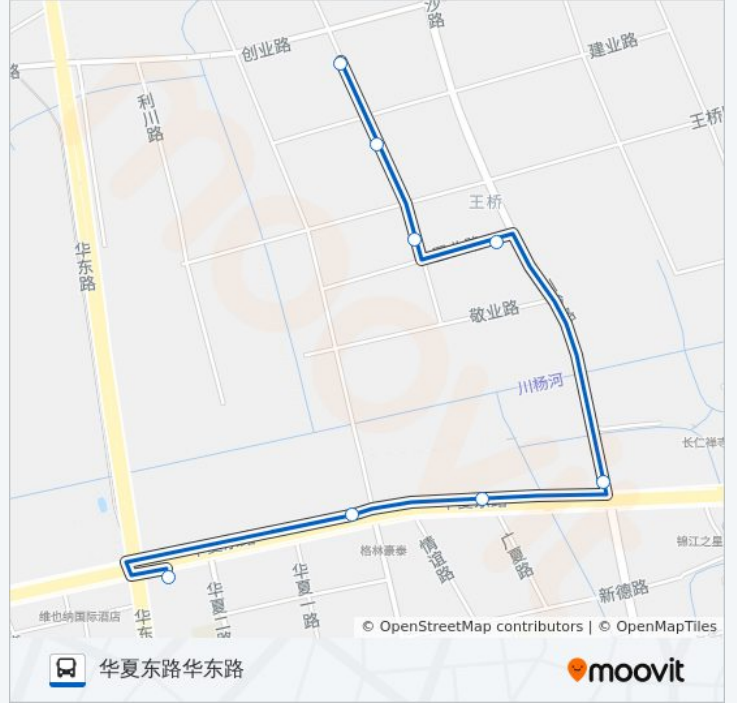 沙路
创业路
建业路
路
利川路
王桥
王桥
华东路
敬业路
川杨河
长仁禅寺
格林豪泰
情谊路
广夏路
锦江之星
华夏二路
华夏一路
新德路
维也纳国际酒店
华东
© OpenStreetMap contributors | © OpenMapTiles
华夏东路华东路
moovit